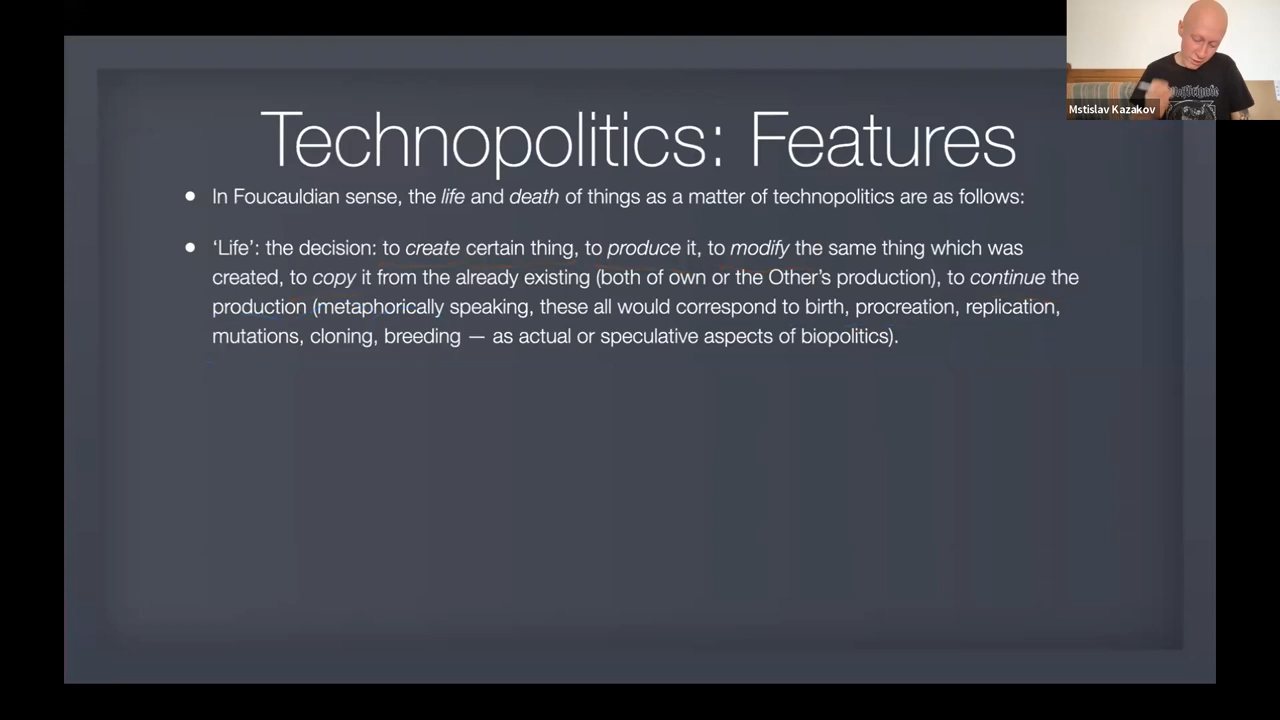 Technopolitics: Features
• In Foucauldian sense, the life and death of things as a matter of technopolitics are as follows:
• ‘Life’: the decision: to create certain thing, to produce it, to modify the same thing which was
created, to copy it from the already existing (both of own or the Other’s production), to continue the
production (metaphorically speaking, these all would correspond to birth, procreation, replication,
mutations, cloning, breeding — as actual or speculative aspects of biopolitics).
Mstislav Kazakov